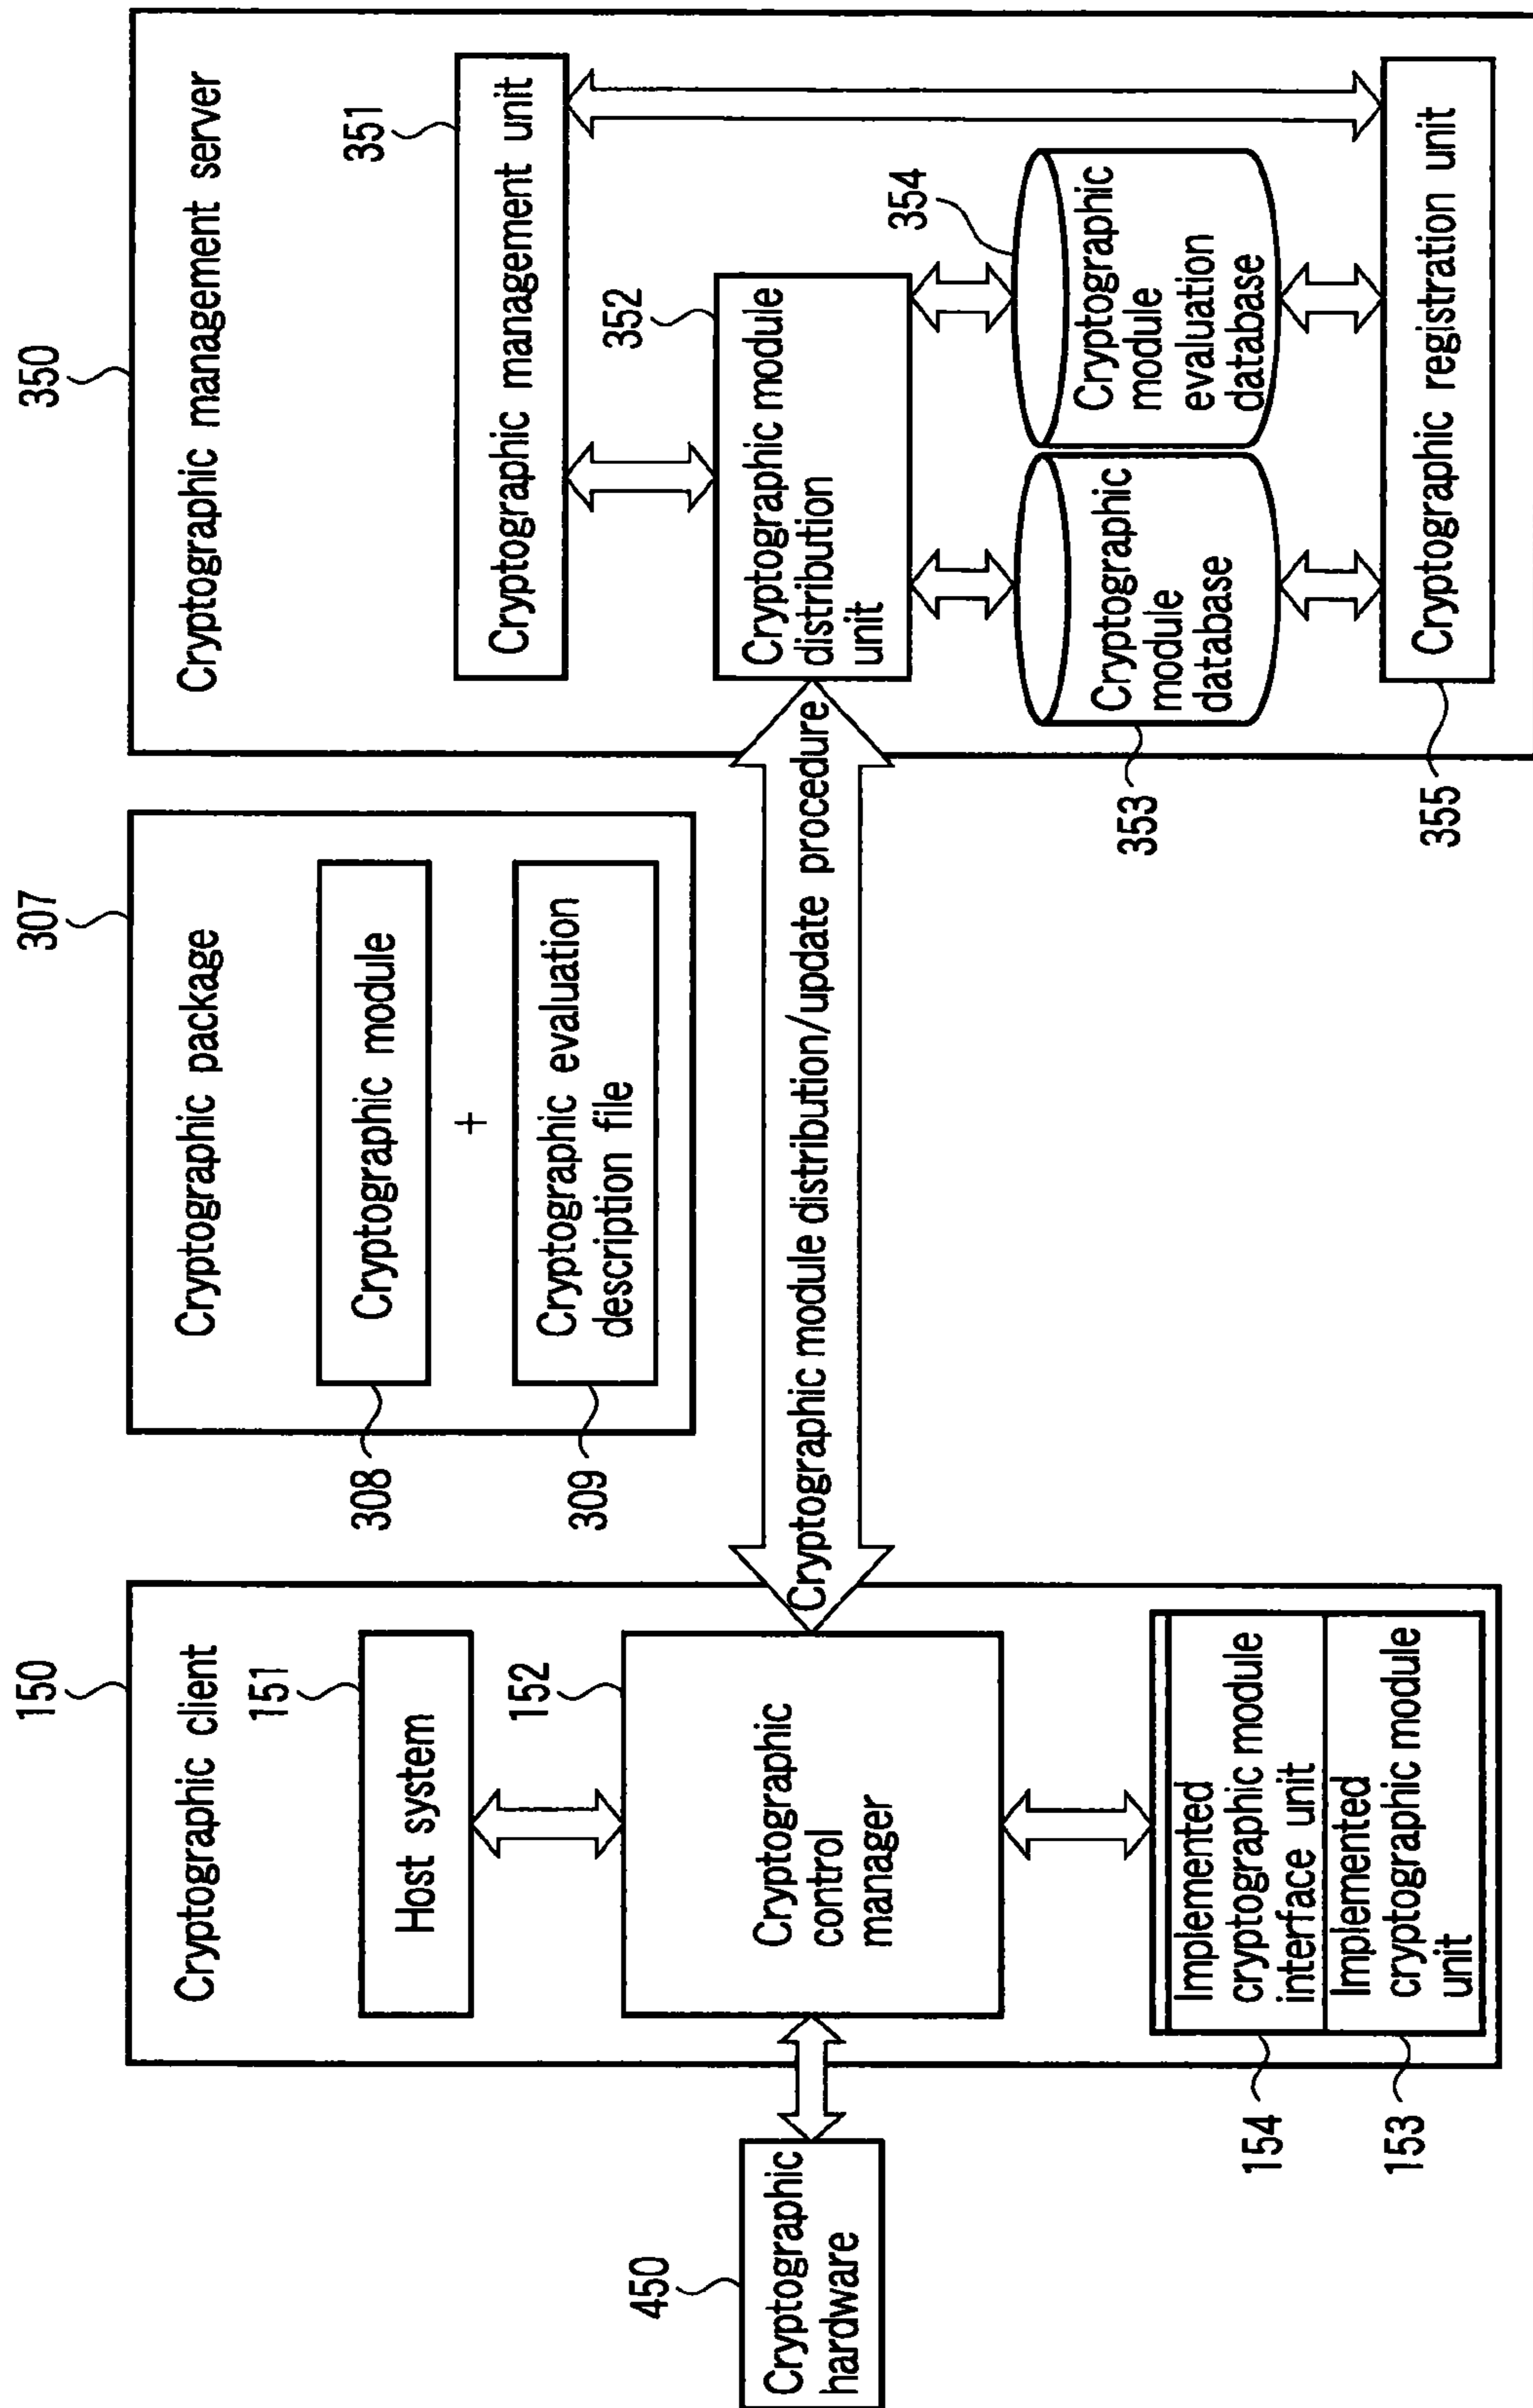 450
Cryptographic
hardware
150
Cryptographic client
151
Host system
152
Cryptographic
control
manager
Implemented
cryptographic module
interface unit
Implemented
cryptographic module
unit
154
153
307
Cryptographic package
Cryptographic module
+
Cryptographic evaluation
description file
308
309
Cryptographic module distribution/update procedure
350
Cryptographic management server
351
Cryptographic management unit
352
Cryptographic module
distribution
unit
354
Cryptographic
module
database
Cryptographic
module
evaluation
database
353
Cryptographic registration unit
355